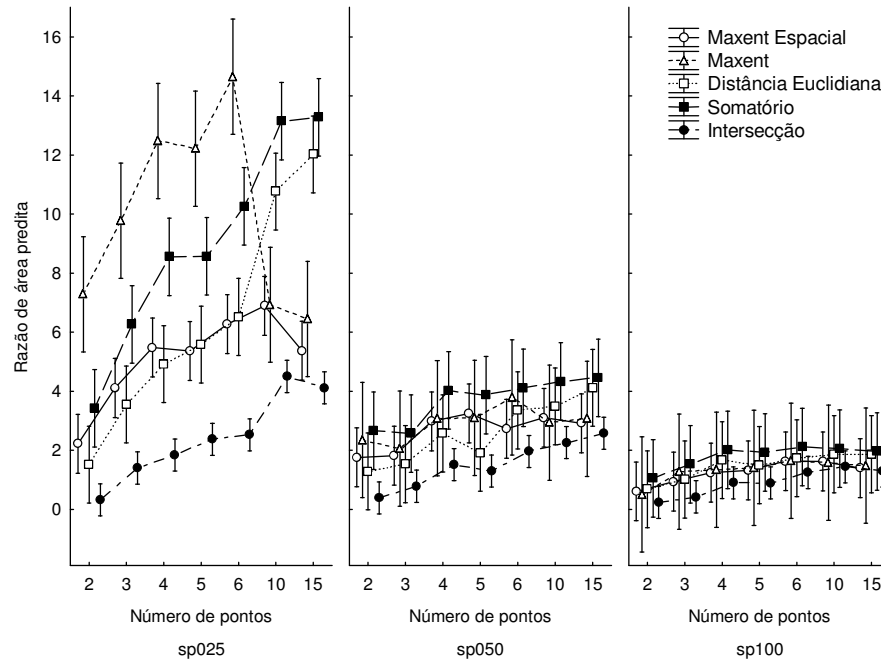 16
14
12
10
8
6
4
2
0
Razão de área predita
Maxent Espacial
Maxent
Distância Euclidiana
Somatório
Intersecção
2 3 4 5 6 10 15
2 3 4 5 6 10 15
2 3 4 5 6 10 15
Número de pontos
Número de pontos
Número de pontos
sp025
sp050
sp100